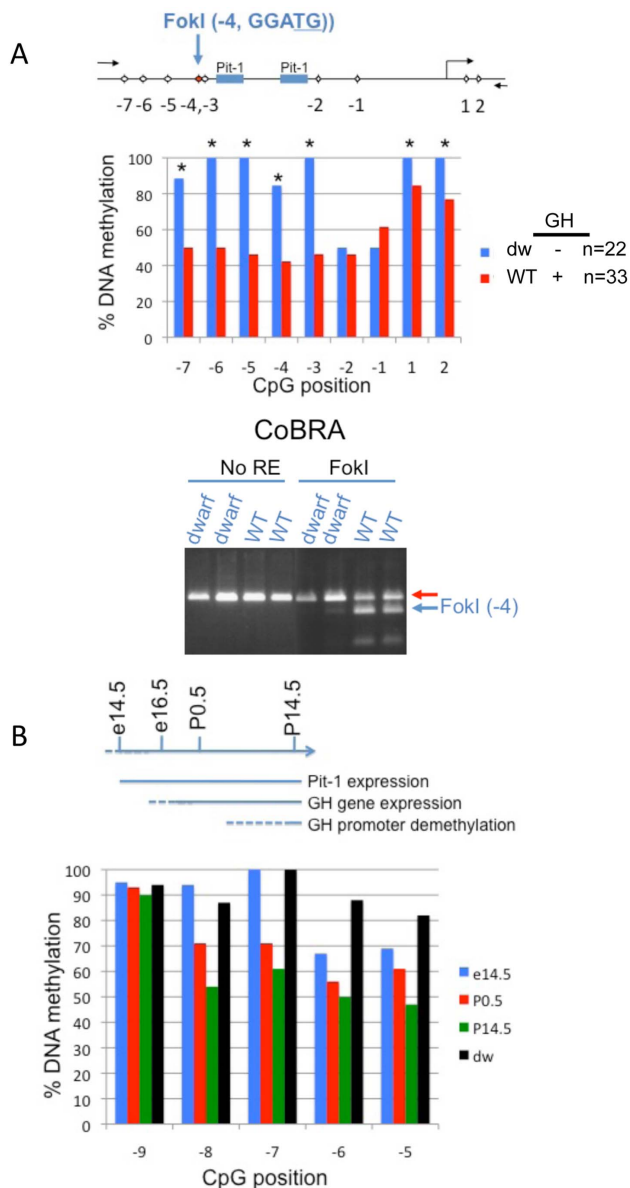 FokI (-4, GGATG))
A
Pit-1 Pit-1
-7 -6 -5 -4,-3 -2 -1 1 2
* * * * * * *
100
80
60
40
20
0
% DNA methylation
GH
dw - n=22
WT + n=33
-7 -6 -5 -4 -3 -2 -1 1 2
CpG position
CoBRA
No RE FokI
dwarf dwarf WT WT dwarf dwarf WT WT
FokI (-4)
B
e14.5 e16.5 P0.5 P14.5
Pit-1 expression
GH gene expression
GH promoter demethylation
100
90
80
70
60
50
40
30
20
10
0
% DNA methylation
e14.5
P0.5
P14.5
dw
-9 -8 -7 -6 -5
CpG position